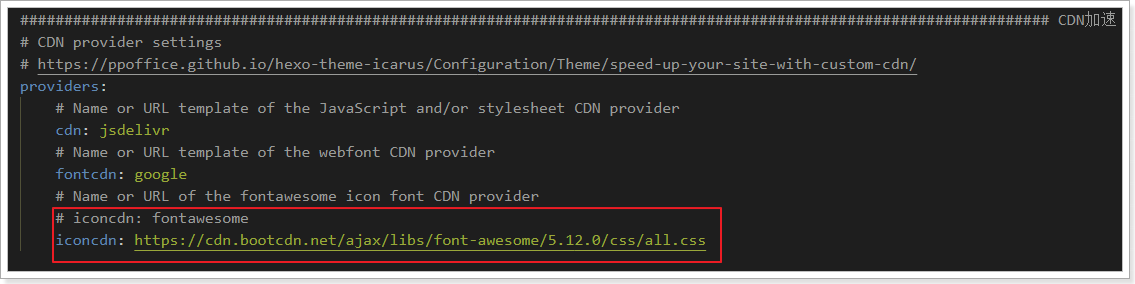 ##################################################################################################################### CDN加速
# CDN provider settings
# https://ppoffice.github.io/hexo-theme-icarus/Configuration/Theme/speed-up-your-site-with-custom-cdn/
providers:
    # Name or URL template of the JavaScript and/or stylesheet CDN provider
    cdn: jsdelivr
    # Name or URL template of the webfont CDN provider
    fontcdn: google
    # Name or URL of the fontawesome icon font CDN provider
    # iconcdn: fontawesome
    iconcdn: https://cdn.bootcdn.net/ajax/libs/font-awesome/5.12.0/css/all.css